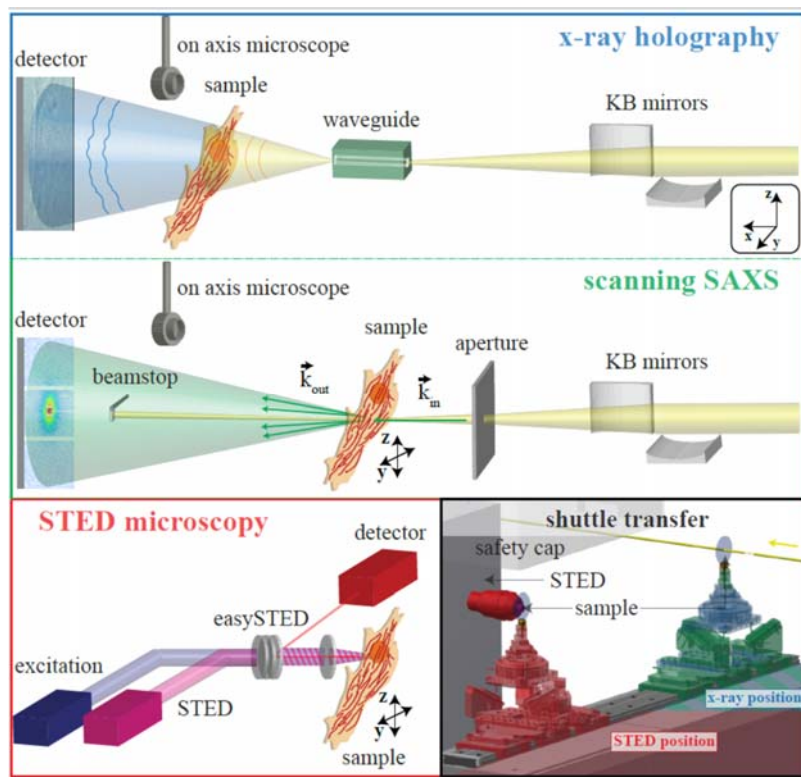 x-ray holography
on axis microscope
detector
sample
waveguide
KB mirrors
z
x
y
scanning SAXS
on axis microscope
detector
sample
aperture
KB mirrors
beamstop
k out
k in
z
y
STED microscopy
detector
easySTED
excitation
STED
z
y
sample
shuttle transfer
safety cap
STED
sample
x-ray position
STED position